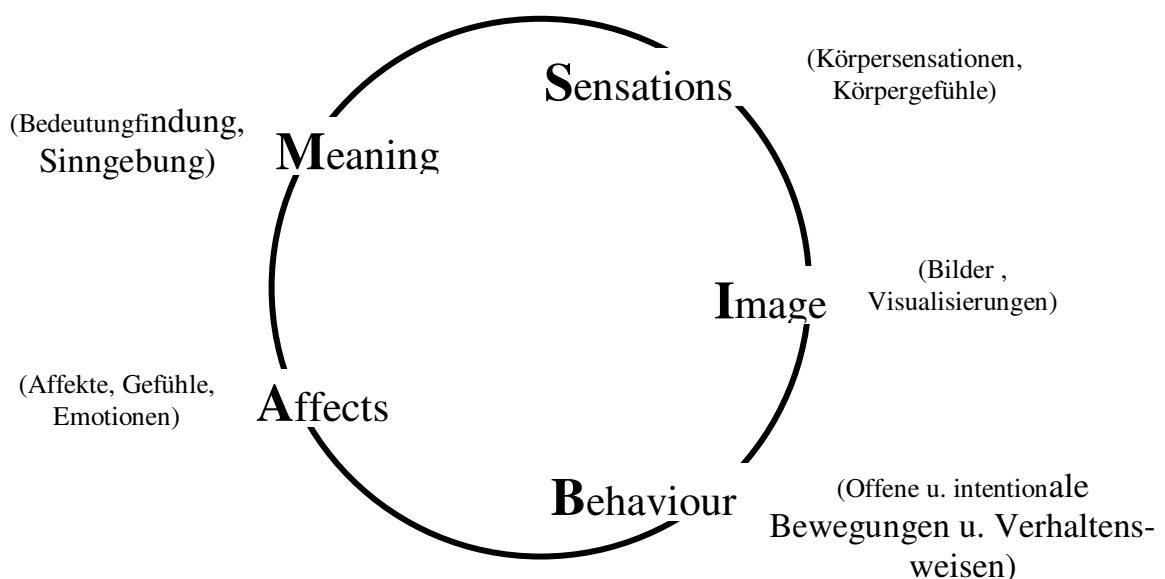 Sensations
(Körpersensationen,
Körpergefühle)
Image
(Bilder ,
Visualisierungen)
Behaviour
(Offene u. intentionale
Bewegungen u. Verhaltens-
weisen)
Affects
(Affekte, Gefühle,
Emotionen)
Meaning
(Bedeutungfindung,
Sinngebung)